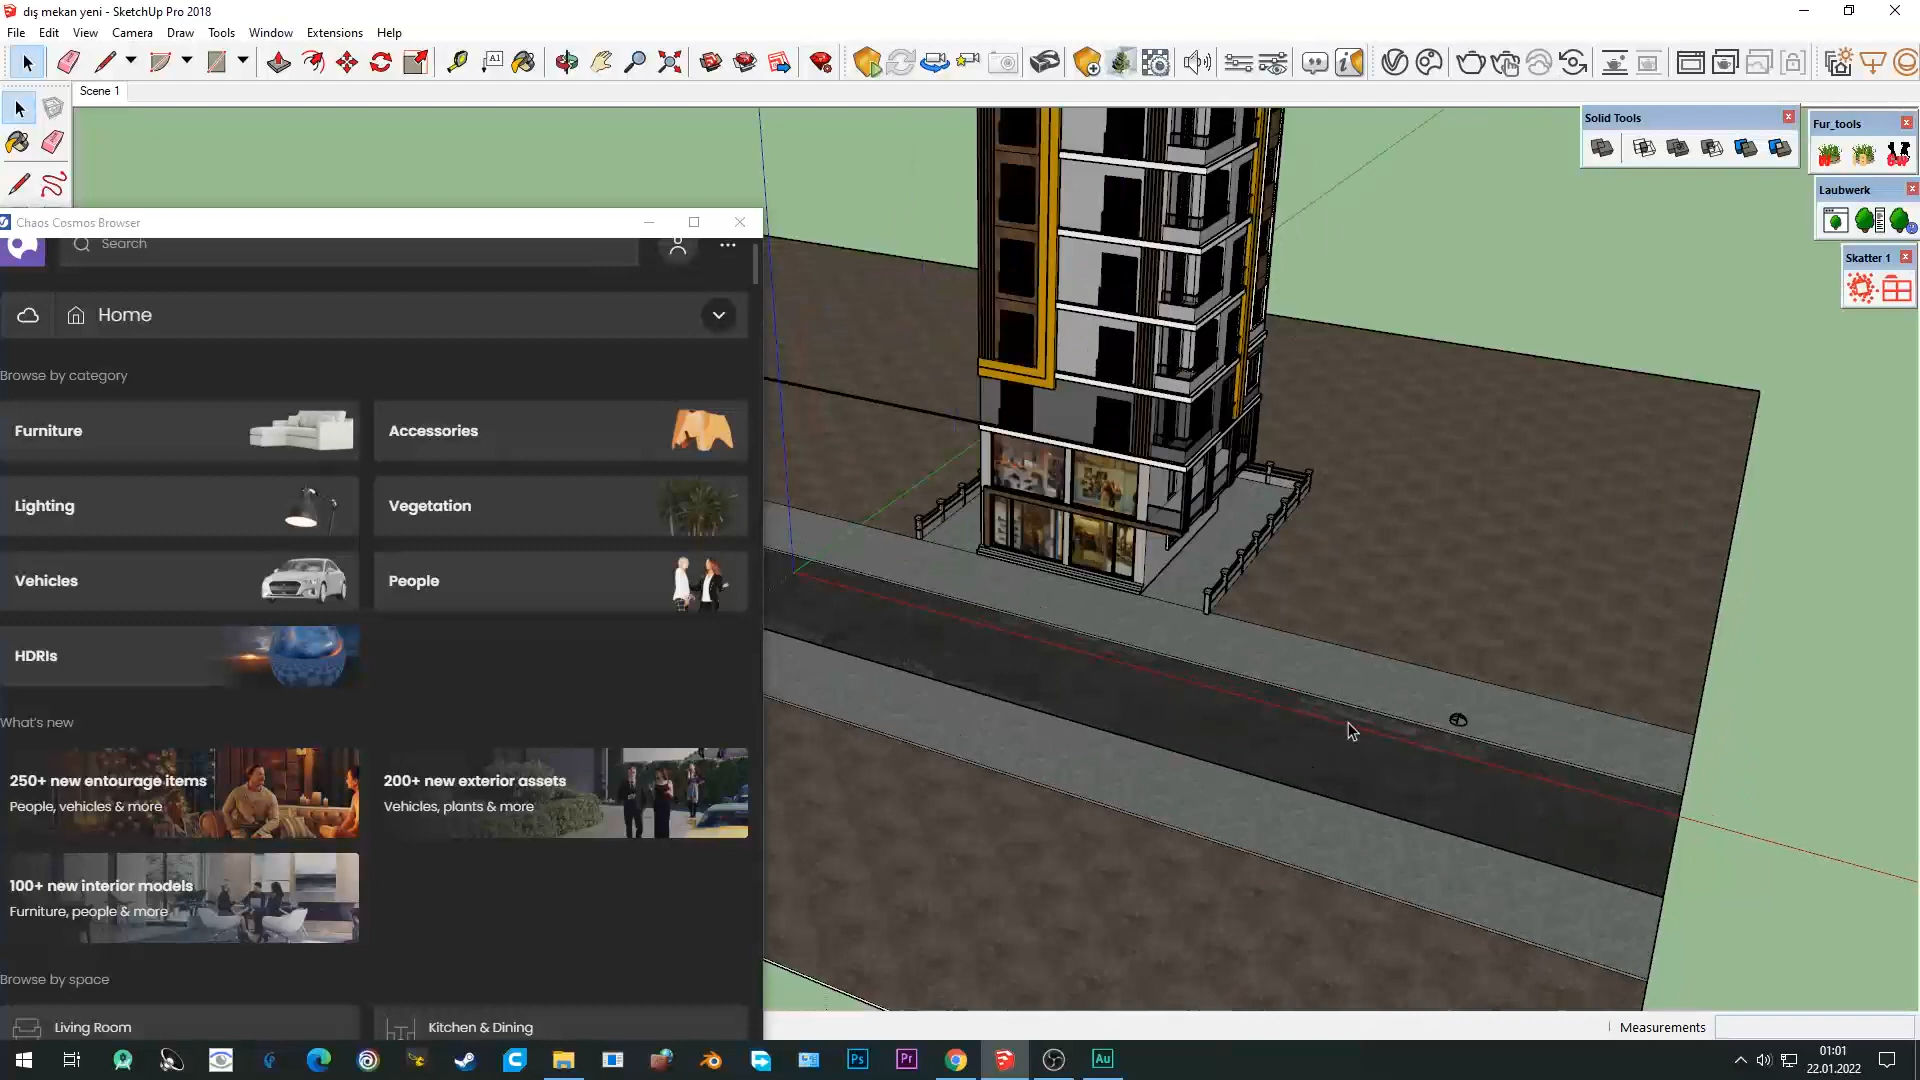 dış mekan yeni - SketchUp Pro 2018
File Edit View Camera Draw Tools Window Extensions Help
A1
Scene 1
Solid Tools
Fur_tools
Laubwerk
Skatter 1
Chaos Cosmos Browser
Search
Home
Browse by category
Furniture
Accessories
Lighting
Vegetation
Vehicles
People
HDRIs
What's new
250+ new entourage items
People, vehicles & more
200+ new exterior assets
Vehicles, plants & more
100+ new interior models
Furniture, people & more
Browse by space
Living Room
Kitchen & Dining
Measurements
Ps
Pr
Au
01:01
22.01.2022